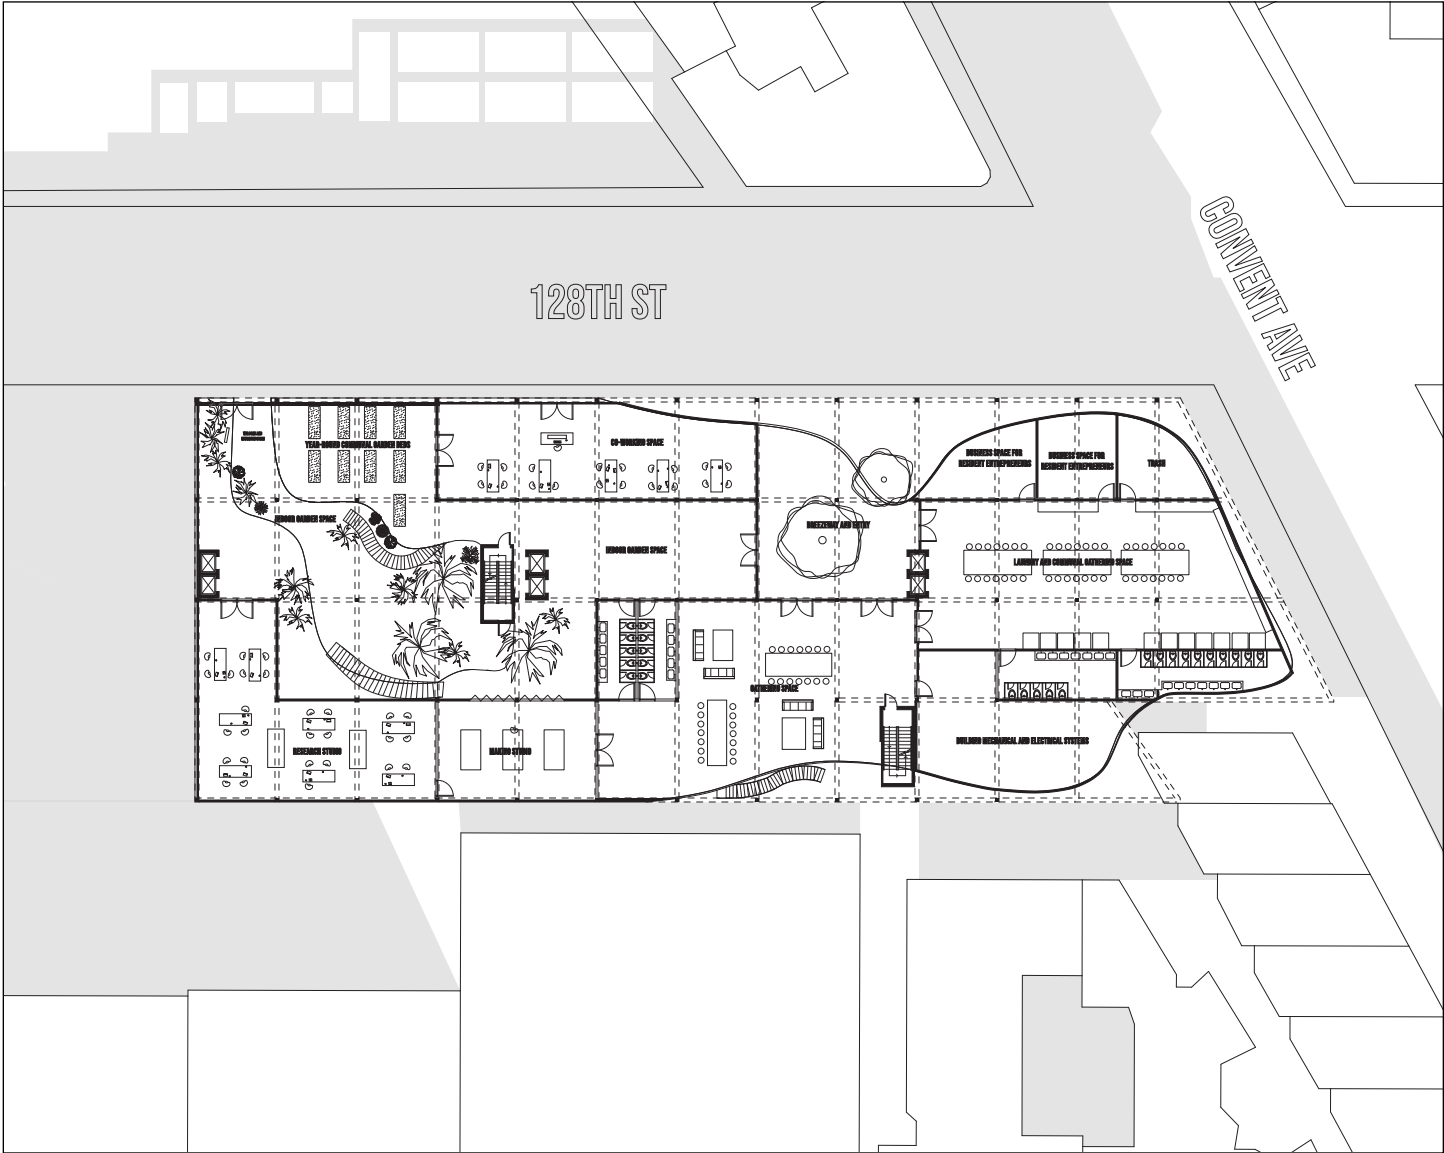 CONVENT AVE
128TH ST
YEAR-ROUND COMMUNAL GARDEN BEDS
CO-WORKING SPACE
BUSINESS SPACE FOR
RESIDENT ENTREPRENEURS
BUSINESS SPACE FOR
RESIDENT ENTREPRENEURS
TRASH
INDOOR GARDEN SPACE
BREEZEWAY AND ENTRY
INDOOR GARDEN SPACE
LAUNDRY AND COMMUNAL GATHERING SPACE
GATHERING SPACE
RESEARCH STUDIO
MAKING STUDIO
BUILDING MECHANICAL AND ELECTRICAL SYSTEMS